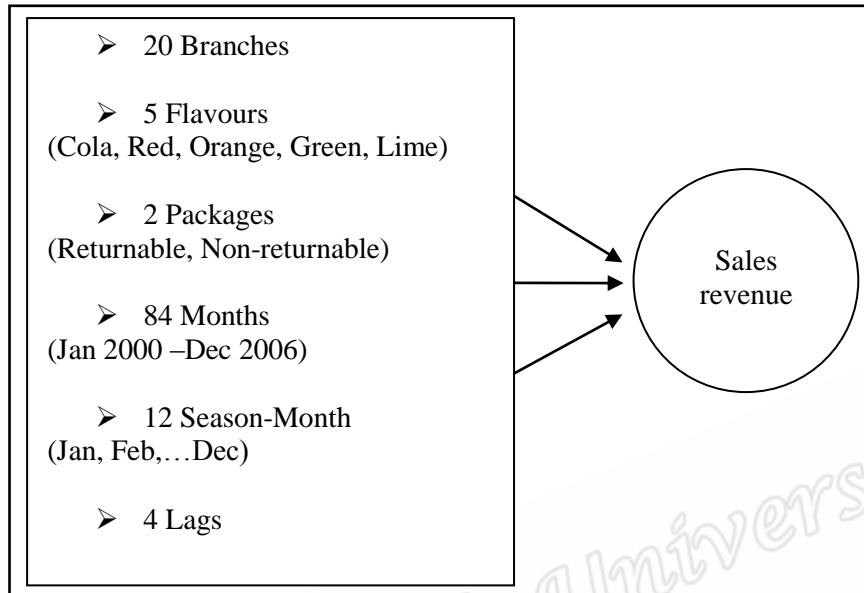 ➢ 20 Branches
➢ 5 Flavours
(Cola, Red, Orange, Green, Lime)
➢ 2 Packages
(Returnable, Non-returnable)
➢ 84 Months
(Jan 2000 –Dec 2006)
➢ 12 Season-Month
(Jan, Feb,…Dec)
➢ 4 Lags
Sales
revenue